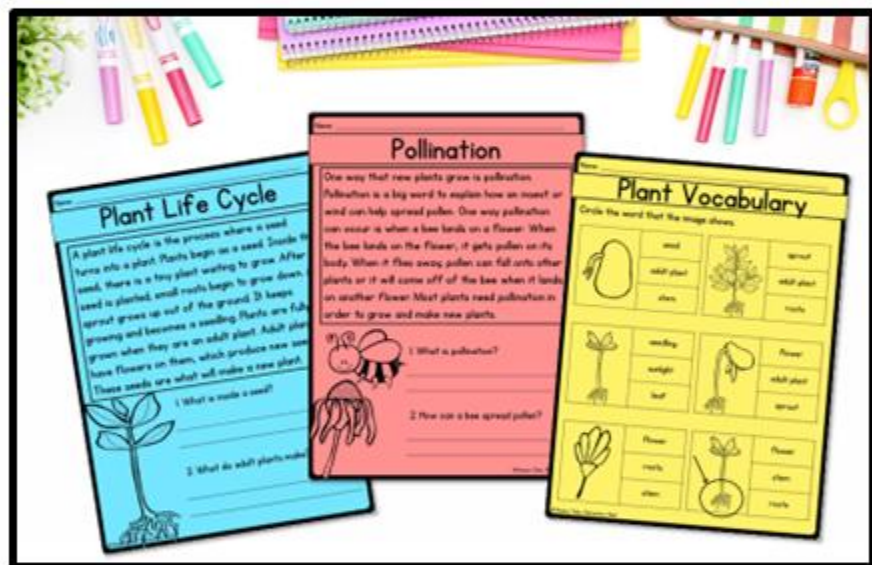 Name
Plant Life Cycle
A plant life cycle is the process where a seed
turns into a plant. Plants begin as a seed. Inside the
seed, there is a tiny plant waiting to grow. After
seed is planted, small roots begin to grow down.
sprout grows up out of the ground. It keeps
growing and becomes a seedling. Plants are fully
grown when they are an adult plant. Adult plants
have flowers on them, which produce new
These seeds are what will make a new plant.
1. What is inside a seed?
2. What do adult plants make?
Name
Pollination
One way that new plants grow is pollination.
Pollination is a big word to explain how an insect or
wind can help spread pollen. One way pollination
can occur is when a bee lands on a flower. When
the bee lands on the flower, it gets pollen on its
body. When it flies away, pollen can fall onto other
plants or it will come off of the bee when it lands
on another flower. Most plants need pollination in
order to grow and make new plants.
1. What is pollination?
2. How can a bee spread pollen?
Name
Plant Vocabulary
Circle the word that the image shows.
seed
adult plant
stem
sprout
adult plant
roots
seedling
sunlight
leaf
flower
adult plant
sprout
flower
roots
stem
flower
stem
roots